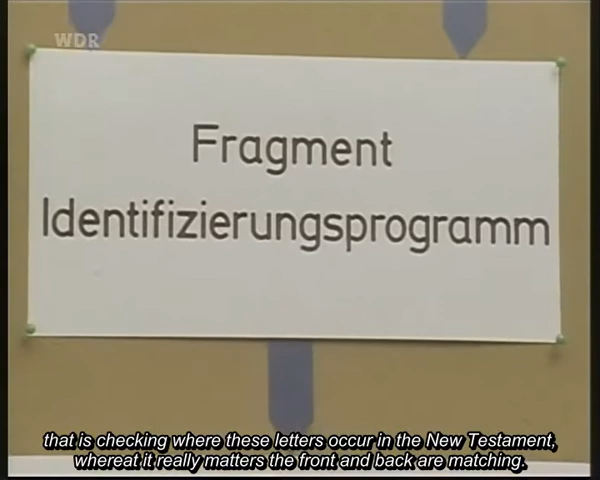 WDR
Fragment
Identifizierungsprogramm
that is checking where these letters occur in the New Testament,
whereat it really matters the front and back are matching.